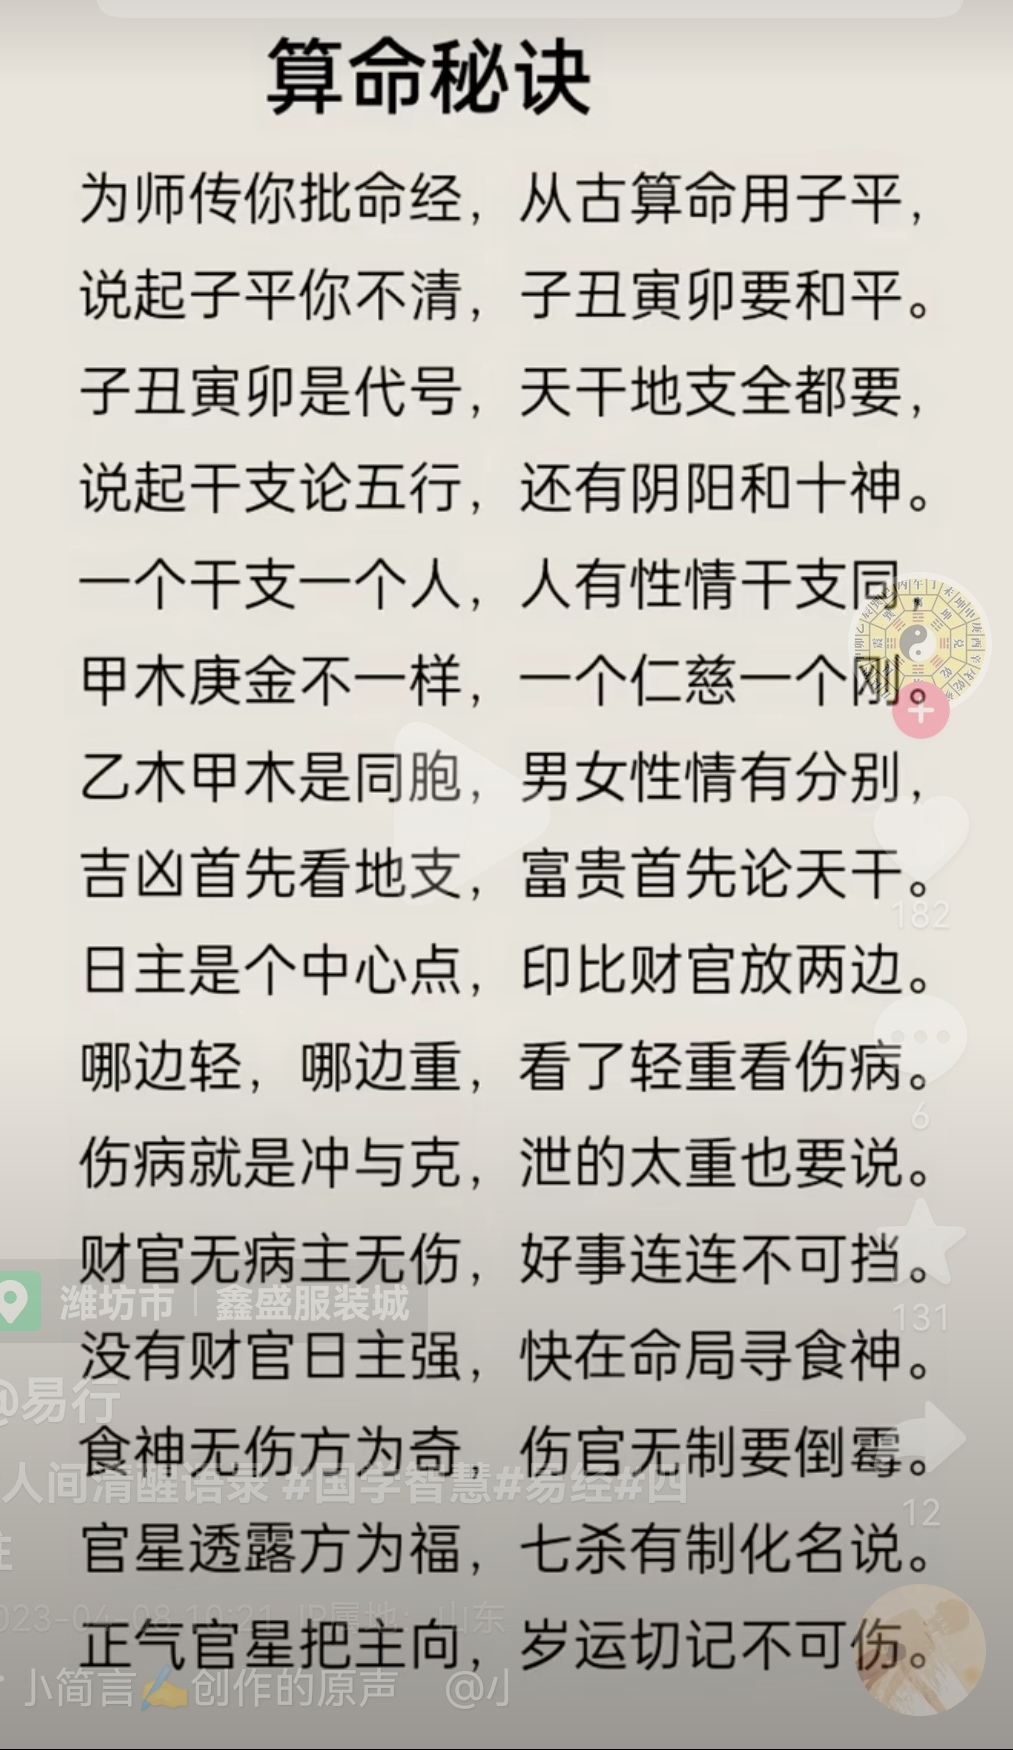 算命秘诀
为师传你批命经，从古算命用子平，
说起子平你不清，子丑寅卯要和平。
子丑寅卯是代号，天干地支全都要，
说起干支论五行，还有阴阳和十神。
一个干支一个人，人有性情干支同，
甲木庚金不一样，一个仁慈一个刚。
乙木甲木是同胞，男女性情有分别，
吉凶首先看地支，富贵首先论天干。
182
日主是个中心点，印比财官放两边。
哪边轻，哪边重，看了轻重看伤病。
6
伤病就是冲与克，泄的太重也要说。
财官无病主无伤，好事连连不可挡。
潍坊市 | 鑫盛服装城
131
没有财官日主强，快在命局寻食神。
@易行
食神无伤方为奇，伤官无制要倒霉。
人间清醒语录 #国学智慧#易经#四
12
官星透露方为福，七杀有制化名说。
023-04-08 10:21 IP属地：山东
正气官星把主向，岁运切记不可伤。
小简言✍创作的原声 @小